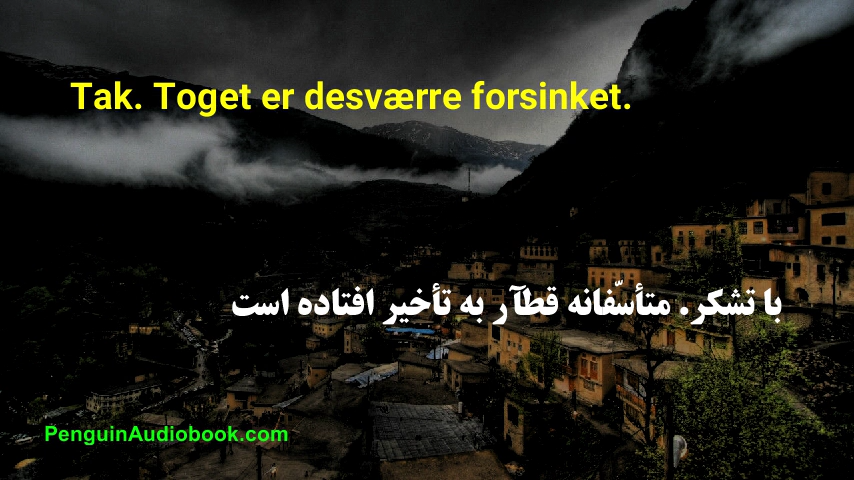 Tak. Toget er desværre forsinket.
با تشکر. متأسّفانه قطآر به تأخیر افتاده است
PenguinAudiobook.com